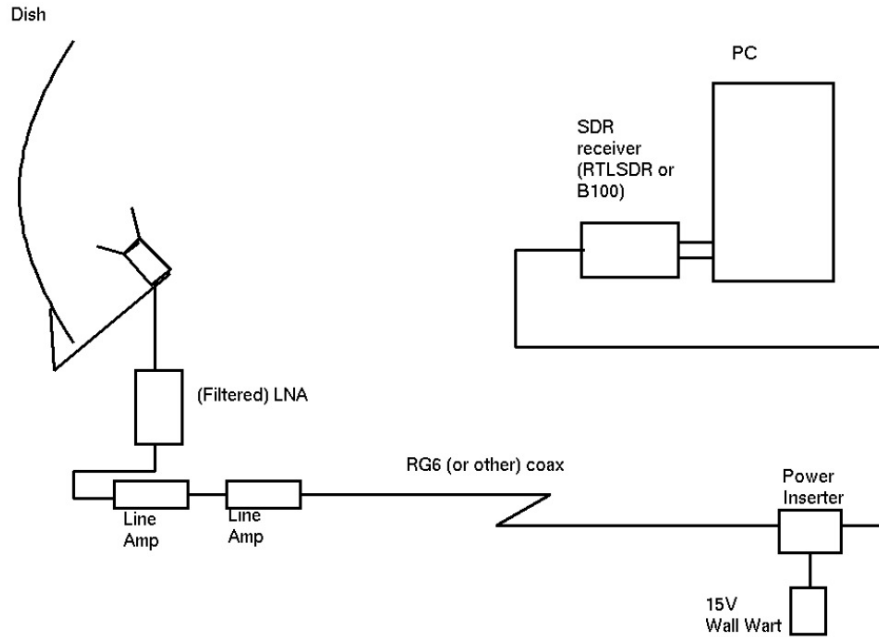 Dish
PC
SDR
receiver
(RTLSDR or
B100)
(Filtered) LNA
RG6 (or other) coax
Power
Inserter
Line
Amp
Line
Amp
15V
Wall Wart